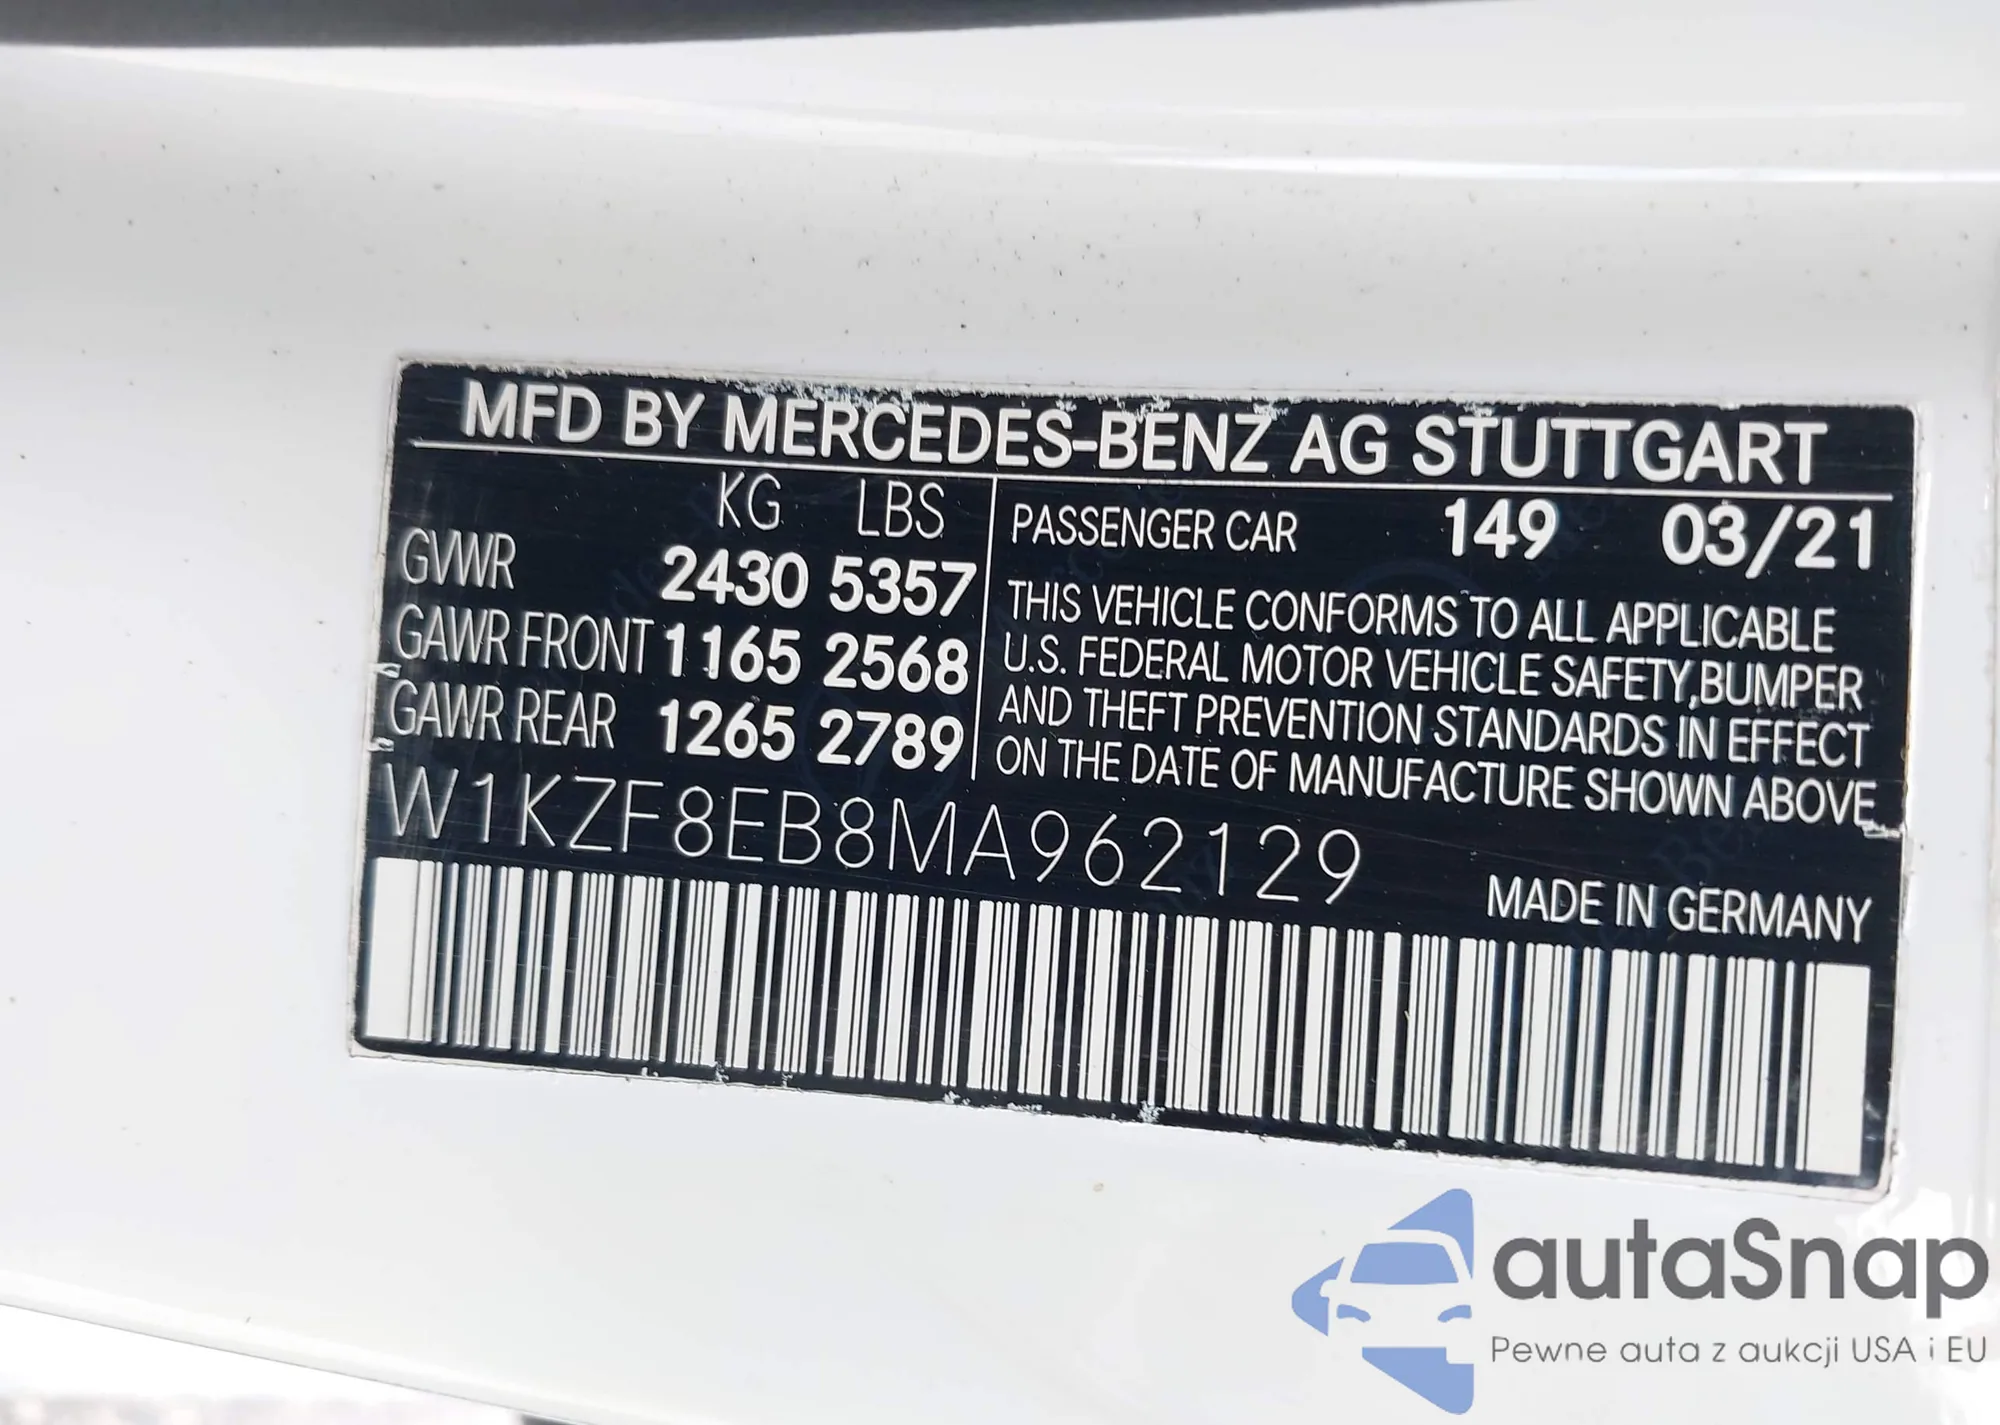 MFD BY MERCEDES-BENZ AG STUTTGART
KG LBS
GVWR 2430 5357
GAWR FRONT 1165 2568
GAWR REAR 1265 2789
PASSENGER CAR 149 03/21
THIS VEHICLE CONFORMS TO ALL APPLICABLE
U.S. FEDERAL MOTOR VEHICLE SAFETY,BUMPER
AND THEFT PREVENTION STANDARDS IN EFFECT
ON THE DATE OF MANUFACTURE SHOWN ABOVE
W1KZF8EB8MA962129
MADE IN GERMANY
autaSnap
Pewne auta z aukcji USA i EU